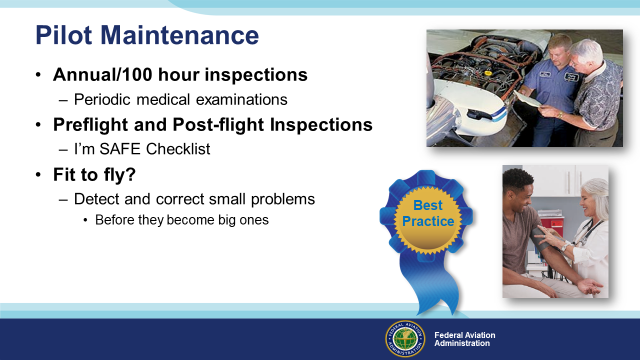 Pilot Maintenance
• Annual/100 hour inspections
– Periodic medical examinations
• Preflight and Post-flight Inspections
– I'm SAFE Checklist
• Fit to fly?
– Detect and correct small problems
• Before they become big ones
Best
Practice
Federal Aviation
Administration